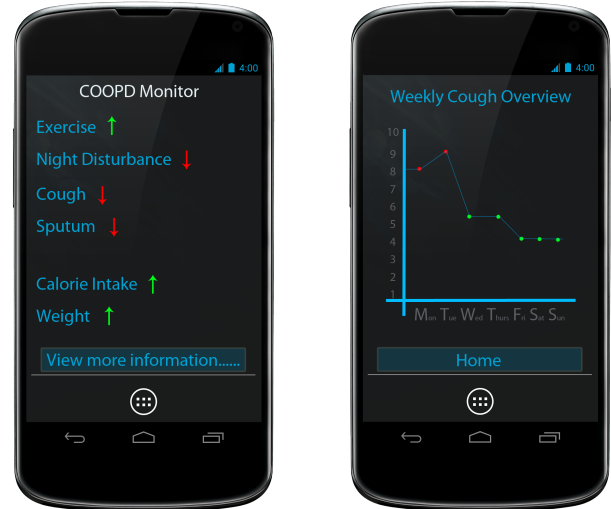 4:00
COOPD Monitor
Exercise ↑
Night Disturbance ↓
Cough ↓
Sputum ↓
Calorie Intake ↑
Weight ↑
View more information......
4:00
Weekly Cough Overview
10
9
8
7
6
5
4
3
2
1
Mon Tue Wed Thurs Fri Sat Sun
Home